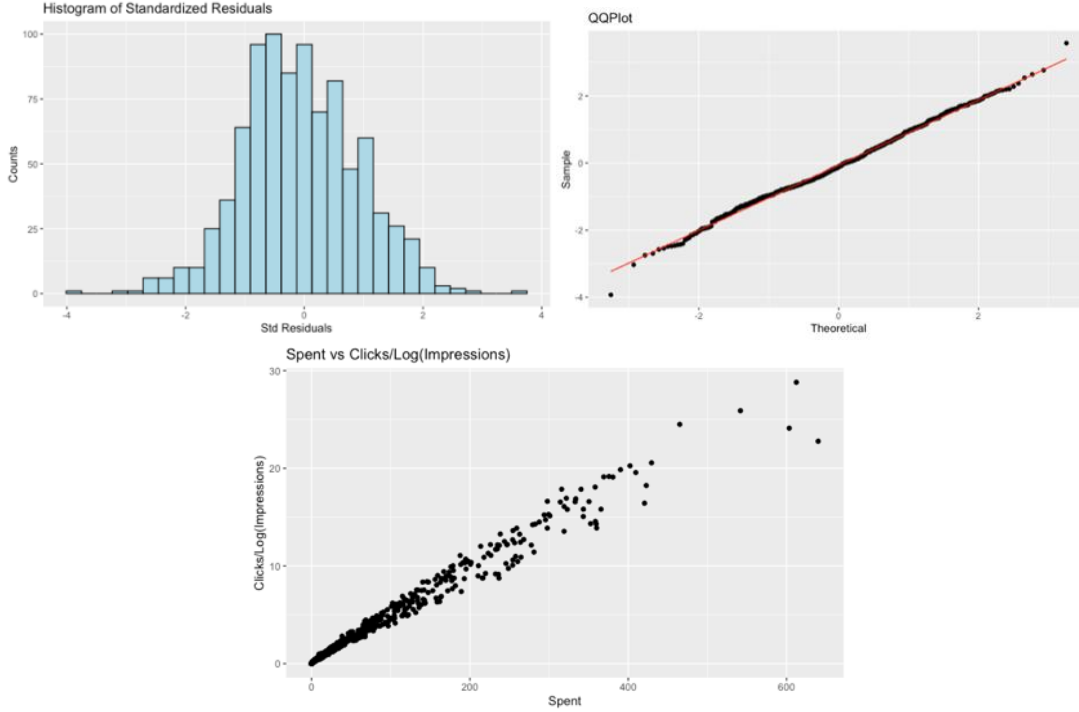 Histogram of Standardized Residuals
100
75
50
25
0
Counts
-4
-2
0
2
4
Std Residuals
QQPlot
2
0
-2
-4
Sample
-2
0
2
Theoretical
Spent vs Clicks/Log(Impressions)
30
20
10
0
Clicks/Log(Impressions)
0
200
400
600
Spent